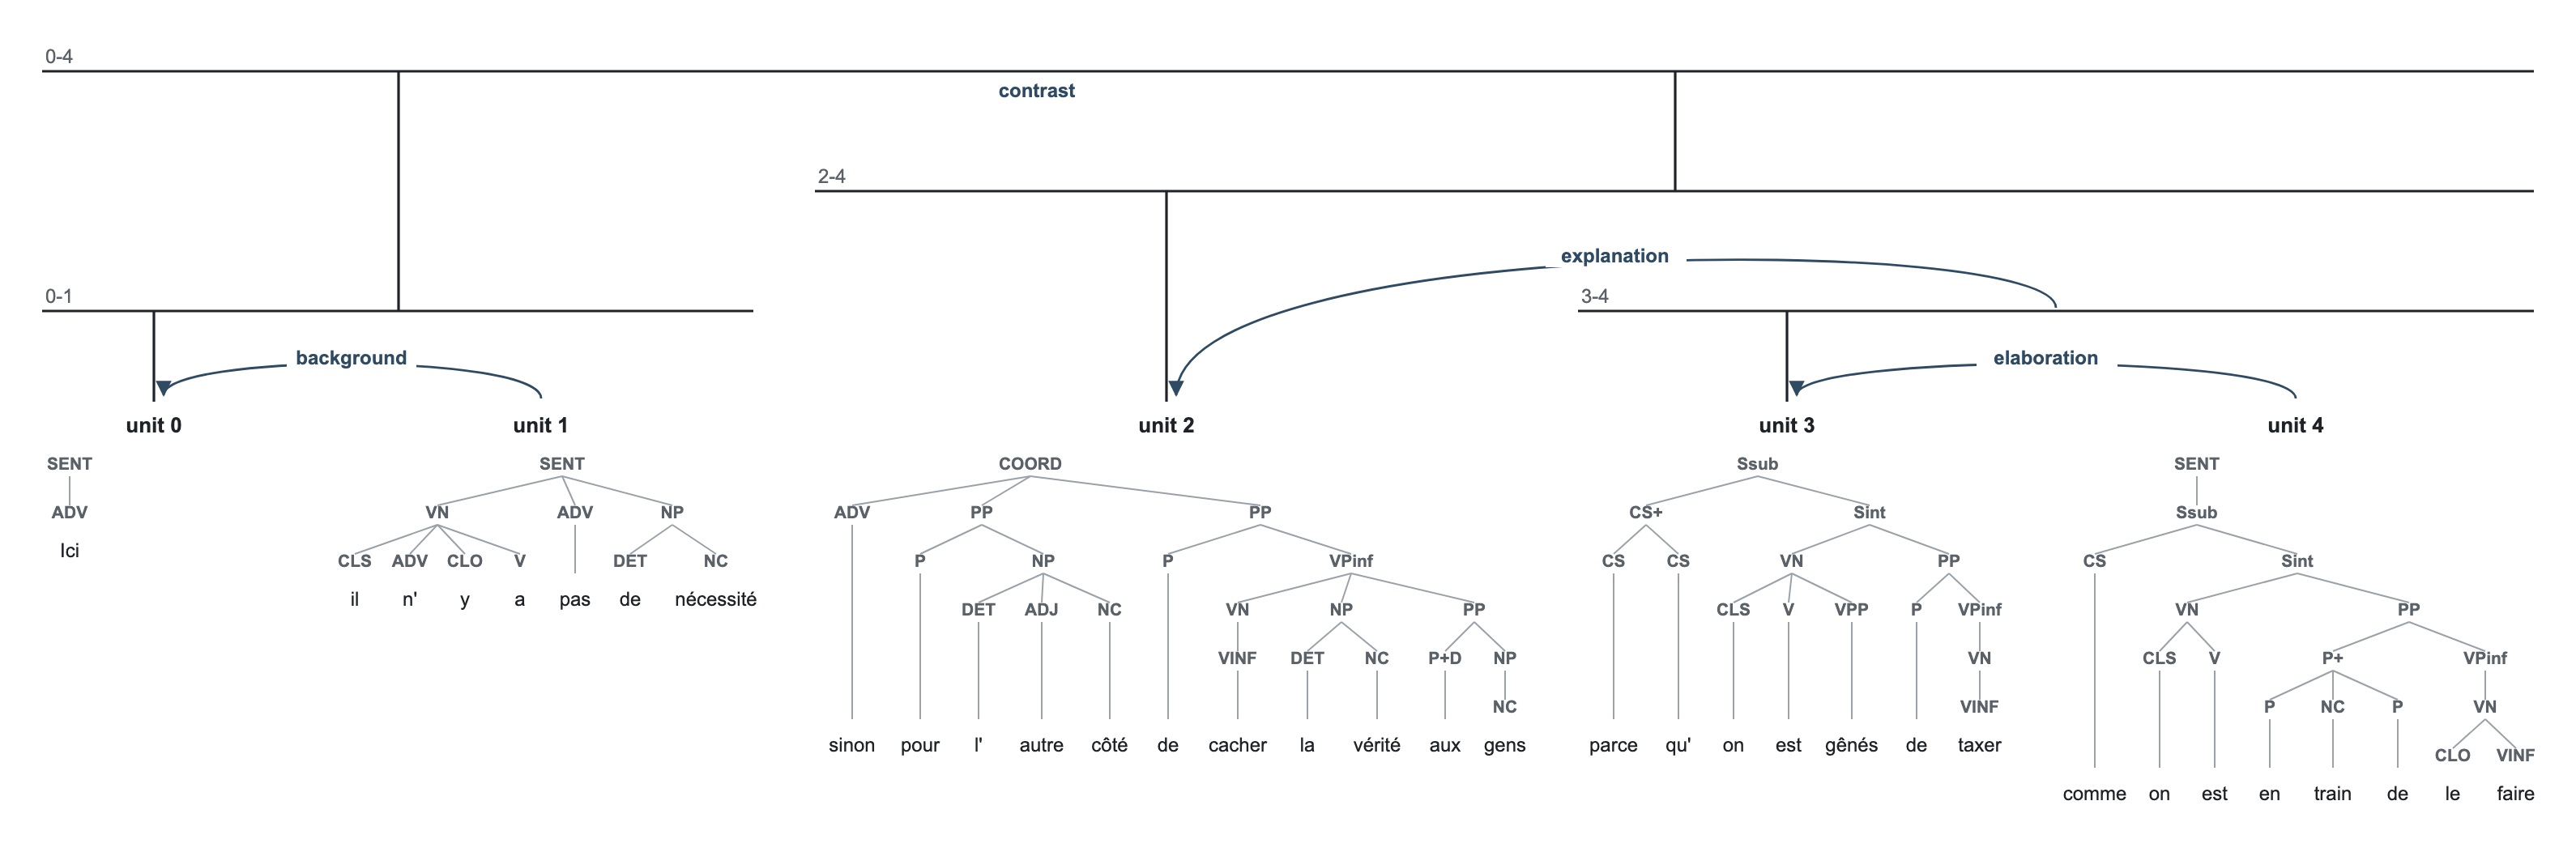 0-4
contrast
2-4
explanation
0-1
3-4
background
elaboration
unit 0 unit 1 unit 2 unit 3 unit 4
SENT SENT COORD Ssub SENT
ADV VN ADV NP ADV PP PP CS+ Sint Ssub
Ici
CLS ADV CLO V DET NC P NP P VPinf CS CS VN PP CS Sint
il n' y a pas de nécessité
DET ADJ NC VN NP PP CLS V VPP P VPinf VN PP
VINF DET NC P+D NP VN CLS V P+ VPinf
NC VINF P NC P VN
sinon pour l' autre côté de cacher la vérité aux gens parce qu' on est gênés de taxer
CLO VINF
comme on est en train de le faire